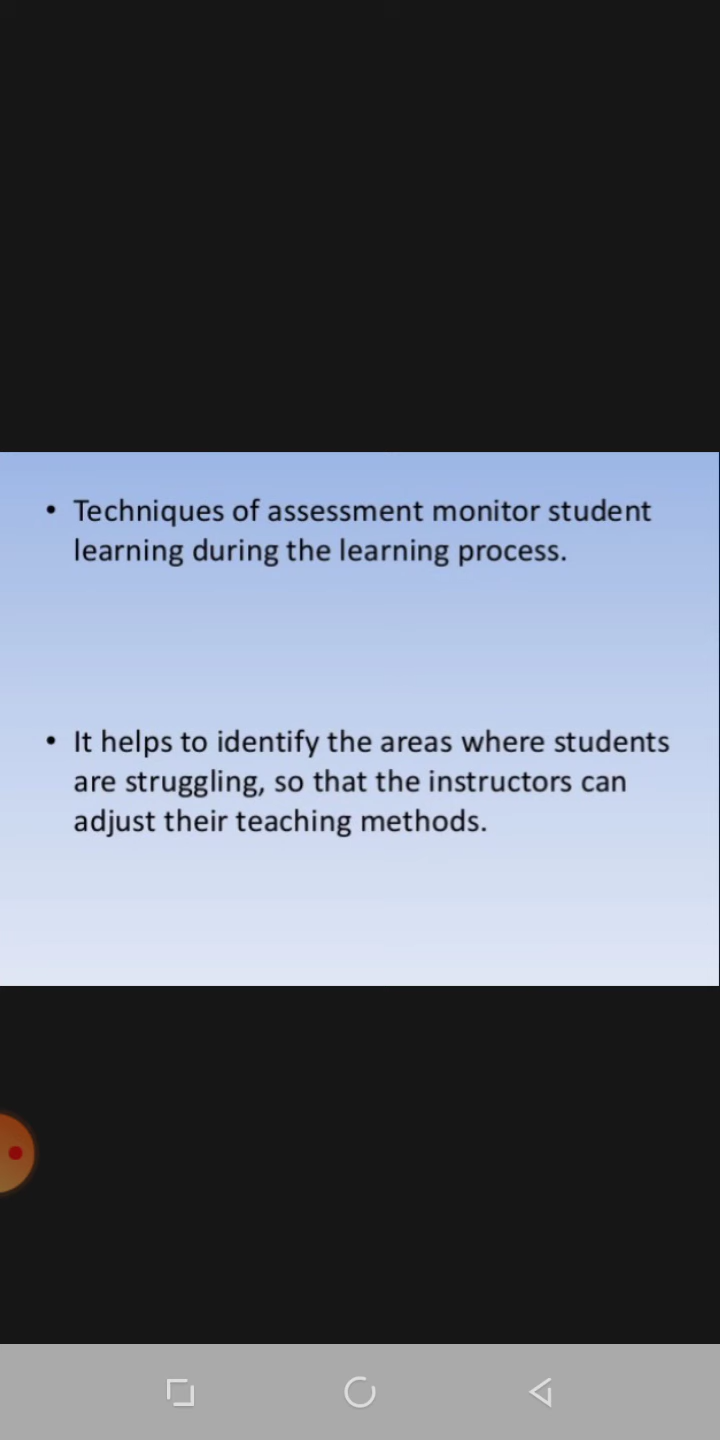 • Techniques of assessment monitor student
learning during the learning process.
• It helps to identify the areas where students
are struggling, so that the instructors can
adjust their teaching methods.